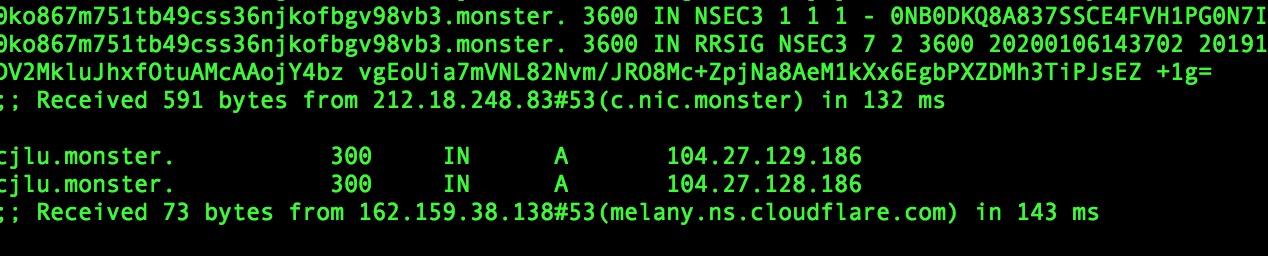 0ko867m751tb49css36njkofbgv98vb3.monster. 3600 IN NSEC3 1 1 1 - 0NB0DKQ8A837SSCE4FVH1PG0N7I
0ko867m751tb49css36njkofbgv98vb3.monster. 3600 IN RRSIG NSEC3 7 2 3600 20200106143702 20191
DV2MkluJhxfOtuAMcAAojY4bz vgEoUia7mVNL82Nvm/JRO8Mc+ZpjNa8AeM1kXx6EgbPXZDMh3TiPJsEZ +1g=
;; Received 591 bytes from 212.18.248.83#53(c.nic.monster) in 132 ms
cjlu.monster. 300 IN A 104.27.129.186
cjlu.monster. 300 IN A 104.27.128.186
;; Received 73 bytes from 162.159.38.138#53(melany.ns.cloudflare.com) in 143 ms